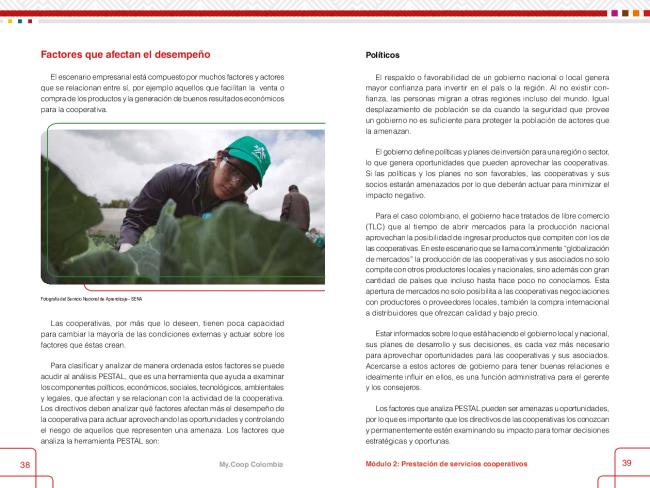 Factores que afectan el desempeño
El escenario empresarial está compuesto por muchos factores y actores
que se relacionan entre sí, por ejemplo aquellos que facilitan la venta o
compra de los productos y la generación de buenos resultados económicos
para la cooperativa.
Fotografía del Servicio Nacional de Aprendizaje - SENA
Las cooperativas, por más que lo deseen, tienen poca capacidad
para cambiar la mayoría de las condiciones externas y actuar sobre los
factores que éstas crean.
Para clasificar y analizar de manera ordenada estos factores se puede
acudir al análisis PESTAL, que es una herramienta que ayuda a examinar
los componentes políticos, económicos, sociales, tecnológicos, ambientales
y legales, que afectan y se relacionan con la actividad de la cooperativa.
Los directivos deben analizar qué factores afectan más el desempeño de
la cooperativa para actuar aprovechando las oportunidades y controlando
el riesgo de aquellos que representen una amenaza. Los factores que
analiza la herramienta PESTAL son:
38
My.Coop Colombia
Políticos
El respaldo o favorabilidad de un gobierno nacional o local genera
mayor confianza para invertir en el país o la región. Al no existir con-
fianza, las personas migran a otras regiones incluso del mundo. Igual
desplazamiento de población se da cuando la seguridad que provee
un gobierno no es suficiente para proteger la población de actores que
la amenazan.
El gobierno define políticas y planes de inversión para una región o sector,
lo que genera oportunidades que pueden aprovechar las cooperativas.
Si las políticas y los planes no son favorables, las cooperativas y sus
socios estarán amenazados por lo que deberán actuar para minimizar el
impacto negativo.
Para el caso colombiano, el gobierno hace tratados de libre comercio
(TLC) que al tiempo de abrir mercados para la producción nacional
aprovechan la posibilidad de ingresar productos que compiten con los de
las cooperativas. En este escenario que se llama comúnmente “globalización
de mercados” la producción de las cooperativas y sus asociados no solo
compite con otros productores locales y nacionales, sino además con gran
cantidad de países que incluso hasta hace poco no conocíamos. Esta
apertura de mercados no solo posibilita a las cooperativas negociaciones
con productores o proveedores locales, también la compra internacional
a distribuidores que ofrezcan calidad y bajo precio.
Estar informados sobre lo que está haciendo el gobierno local y nacional,
sus planes de desarrollo y sus decisiones, es cada vez más necesario
para aprovechar oportunidades para las cooperativas y sus asociados.
Acercarse a estos actores de gobierno para tener buenas relaciones e
idealmente influir en ellos, es una función administrativa para el gerente
y los consejeros.
Los factores que analiza PESTAL pueden ser amenazas u oportunidades,
por lo que es importante que los directivos de las cooperativas los conozcan
y permanentemente estén examinando su impacto para tomar decisiones
estratégicas y oportunas.
Módulo 2: Prestación de servicios cooperativos
39